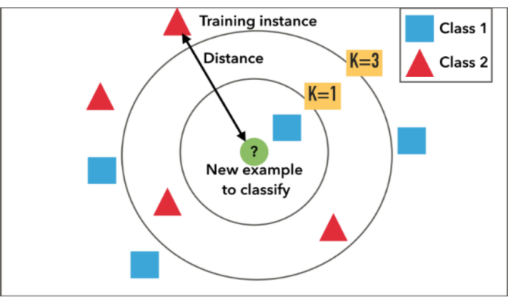 Training instance
Class 1
Distance
K=3
Class 2
K=1
?
New example
to classify